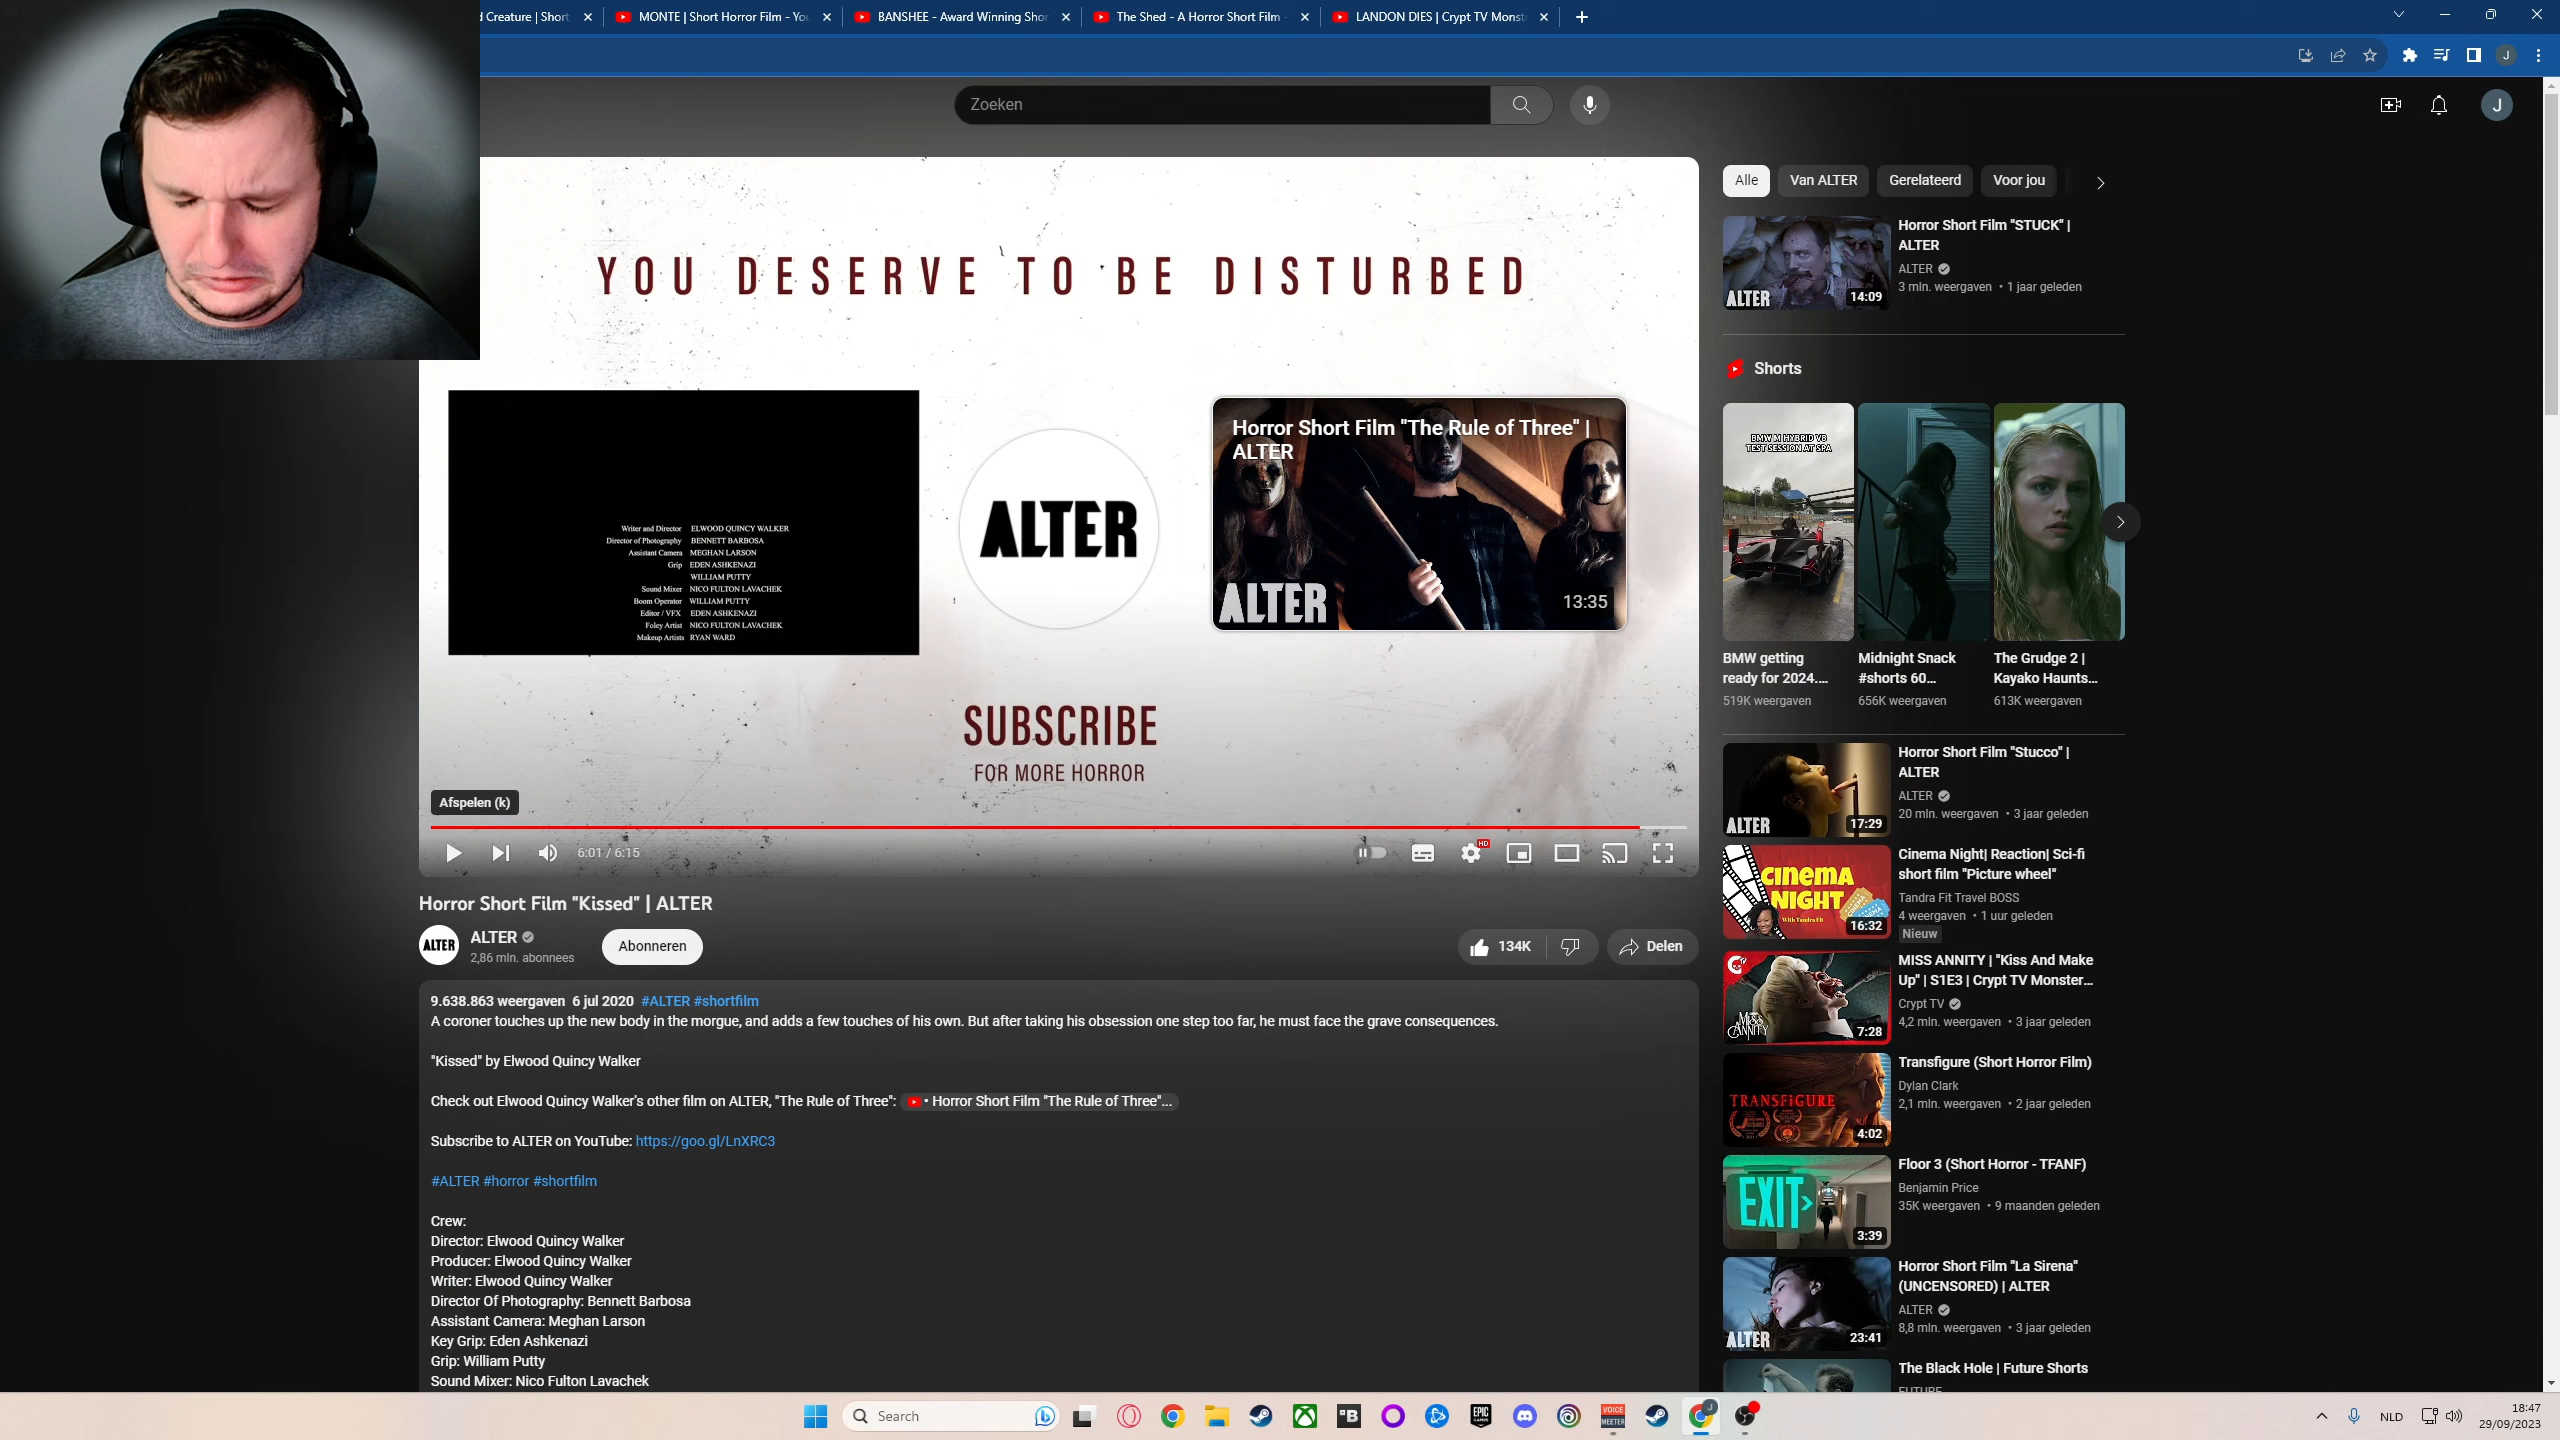 d Creature | Short
MONTE | Short Horror Film - Yo
BANSHEE - Award Winning Shor
The Shed - A Horror Short Film -
LANDON DIES | Crypt TV Monst
J
Zoeken
J
YOU DESERVE TO BE DISTURBED
Writer and Director ELWOOD QUINCY WALKER
Director of Photography BENNETT BARBOSA
Assistant Camera MEGHAN LARSON
Grip EDEN ASHKENAZI
WILLIAM PUTTY
Sound Mixer NICO FULTON LAVACHEK
Boom Operator WILLIAM PUTTY
Editor / VFX EDEN ASHKENAZI
Foley Artist NICO FULTON LAVACHEK
Makeup Artists RYAN WARD
ALTER
Horror Short Film "The Rule of Three" |
ALTER
ALTER
13:35
SUBSCRIBE
FOR MORE HORROR
Afspelen (k)
6:01 / 6:15
HD
Horror Short Film "Kissed" | ALTER
ALTER
ALTER
2,86 mln. abonnees
Abonneren
134K
Delen
9.638.863 weergaven 6 jul 2020 #ALTER #shortfilm
A coroner touches up the new body in the morgue, and adds a few touches of his own. But after taking his obsession one step too far, he must face the grave consequences.
"Kissed" by Elwood Quincy Walker
Check out Elwood Quincy Walker's other film on ALTER, "The Rule of Three": • Horror Short Film "The Rule of Three"...
Subscribe to ALTER on YouTube: https://goo.gl/LnXRC3
#ALTER #horror #shortfilm
Crew:
Director: Elwood Quincy Walker
Producer: Elwood Quincy Walker
Writer: Elwood Quincy Walker
Director Of Photography: Bennett Barbosa
Assistant Camera: Meghan Larson
Key Grip: Eden Ashkenazi
Grip: William Putty
Sound Mixer: Nico Fulton Lavachek
Alle
Van ALTER
Gerelateerd
Voor jou
ALTER
14:09
Horror Short Film "STUCK" |
ALTER
ALTER
3 mln. weergaven • 1 jaar geleden
Shorts
BMW M HYBRID V8
TEST SESSION AT SPA
BMW getting
ready for 2024....
519K weergaven
Midnight Snack
#shorts 60...
656K weergaven
The Grudge 2 |
Kayako Haunts...
613K weergaven
ALTER
17:29
Horror Short Film "Stucco" |
ALTER
ALTER
20 mln. weergaven • 3 jaar geleden
CINEMA
NIGHT
With Tandra Fit
16:32
Cinema Night| Reaction| Sci-fi
short film "Picture wheel"
Tandra Fit Travel BOSS
4 weergaven • 1 uur geleden
Nieuw
MISS
ANNITY
7:28
MISS ANNITY | "Kiss And Make
Up" | S1E3 | Crypt TV Monster...
Crypt TV
4,2 mln. weergaven • 3 jaar geleden
TRANSFIGURE
4:02
Transfigure (Short Horror Film)
Dylan Clark
2,1 mln. weergaven • 2 jaar geleden
EXIT
3:39
Floor 3 (Short Horror - TFANF)
Benjamin Price
35K weergaven • 9 maanden geleden
ALTER
23:41
Horror Short Film "La Sirena"
(UNCENSORED) | ALTER
ALTER
8,8 mln. weergaven • 3 jaar geleden
The Black Hole | Future Shorts
Search
EPIC
GAMES
VOICE
MEETER
J
NLD
18:47
29/09/2023